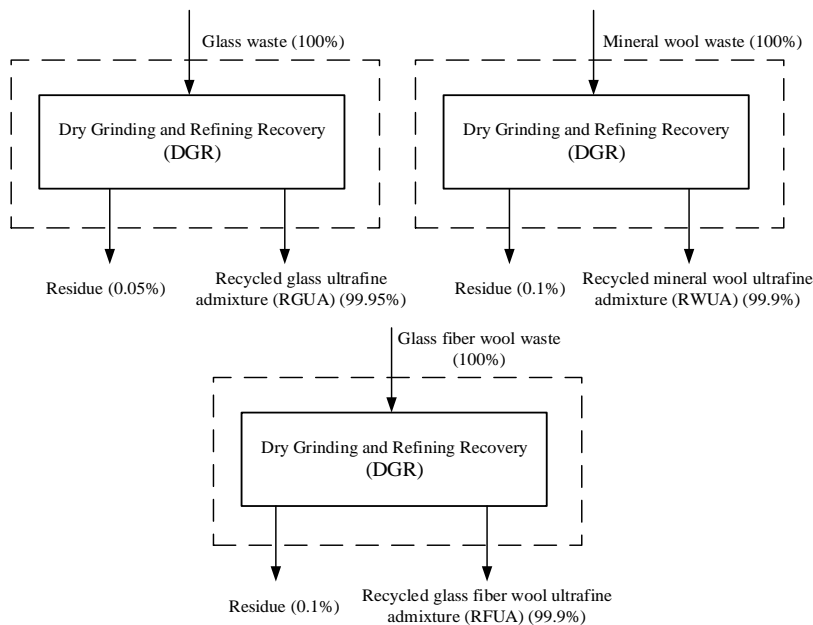 Glass waste (100%)
Dry Grinding and Refining Recovery
(DGR)
Residue (0.05%)
Recycled glass ultrafine
admixture (RGUA) (99.95%)
Mineral wool waste (100%)
Dry Grinding and Refining Recovery
(DGR)
Residue (0.1%)
Recycled mineral wool ultrafine
admixture (RWUA) (99.9%)
Glass fiber wool waste
(100%)
Dry Grinding and Refining Recovery
(DGR)
Residue (0.1%)
Recycled glass fiber wool ultrafine
admixture (RFUA) (99.9%)